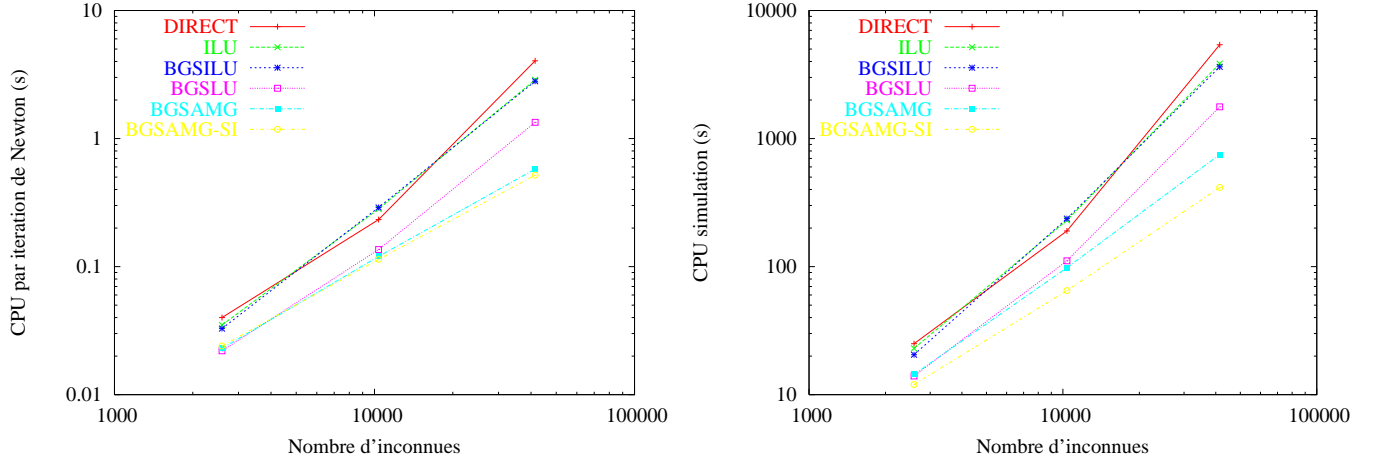 10
1
0.1
0.01
1000
10000
100000
CPU par iteration de Newton (s)
Nombre d'inconnues
DIRECT
ILU
BGSILU
BGSLU
BGSAMG
BGSAMG-SI
10000
1000
100
10
1000
10000
100000
CPU simulation (s)
Nombre d'inconnues
DIRECT
ILU
BGSILU
BGSLU
BGSAMG
BGSAMG-SI